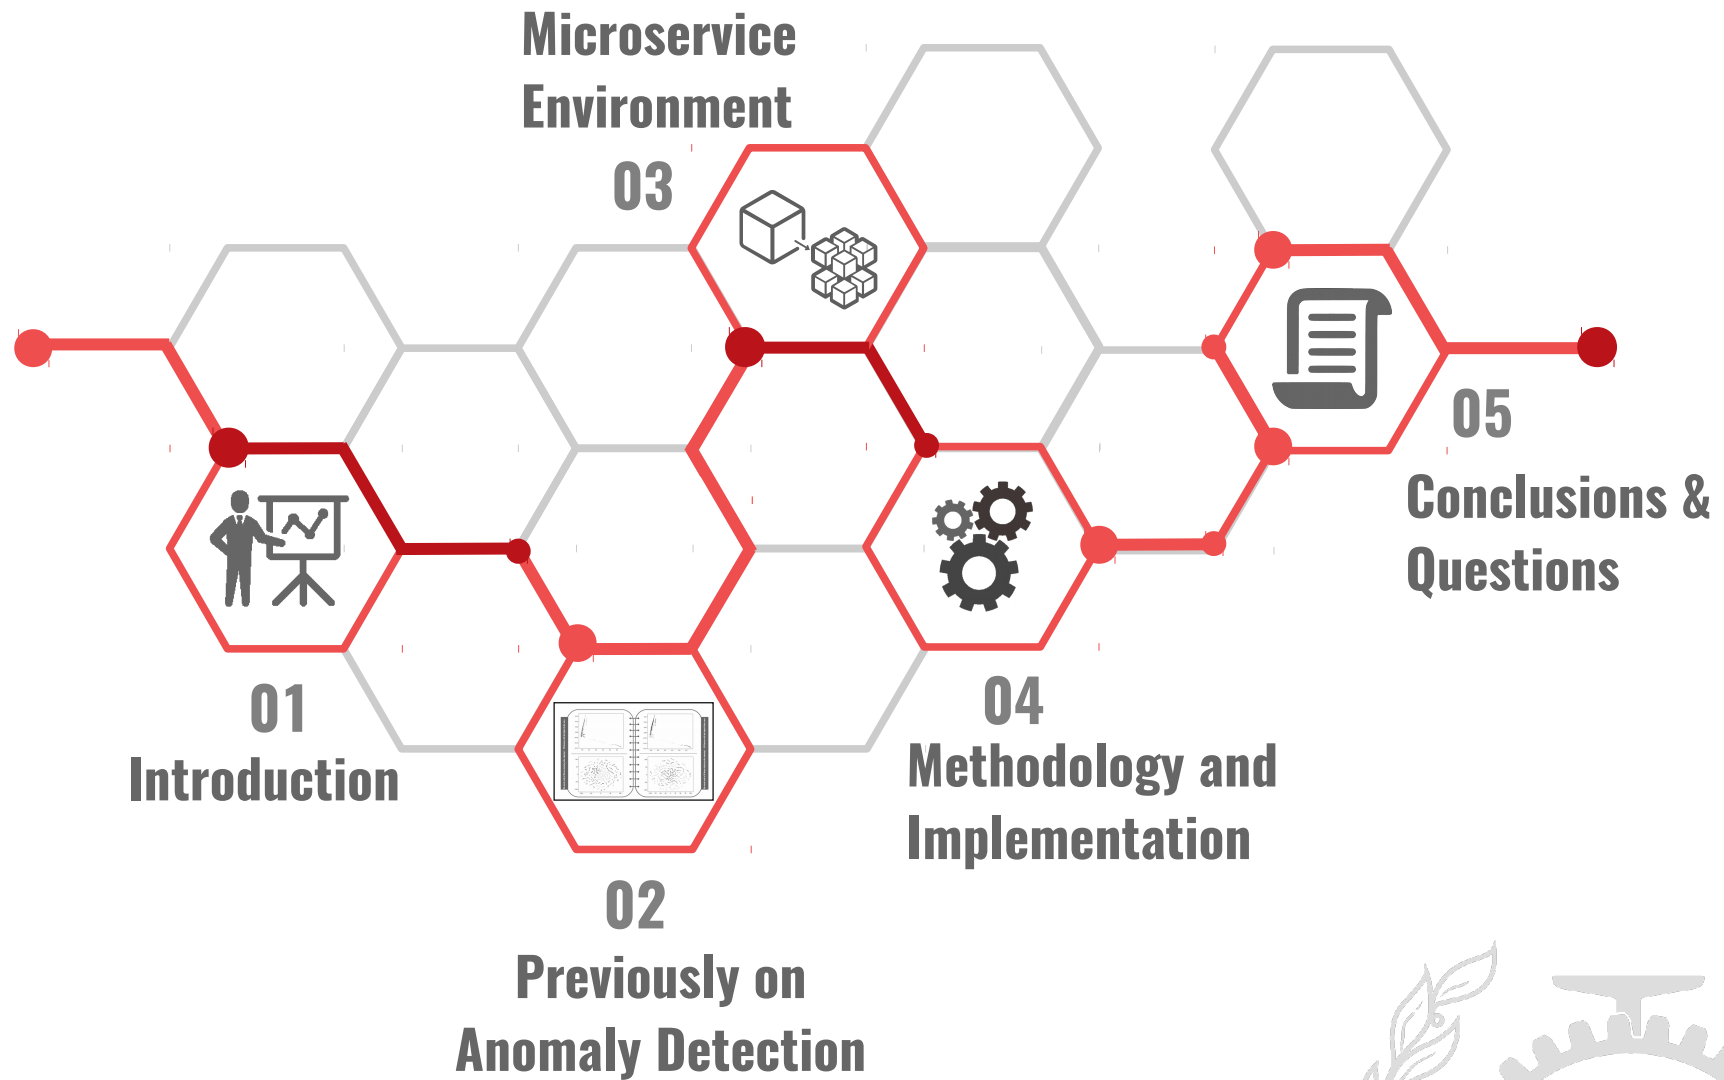 01
Introduction
02
Previously on
Anomaly Detection
Microservice
Environment
03
04
Methodology and
Implementation
05
Conclusions &
Questions